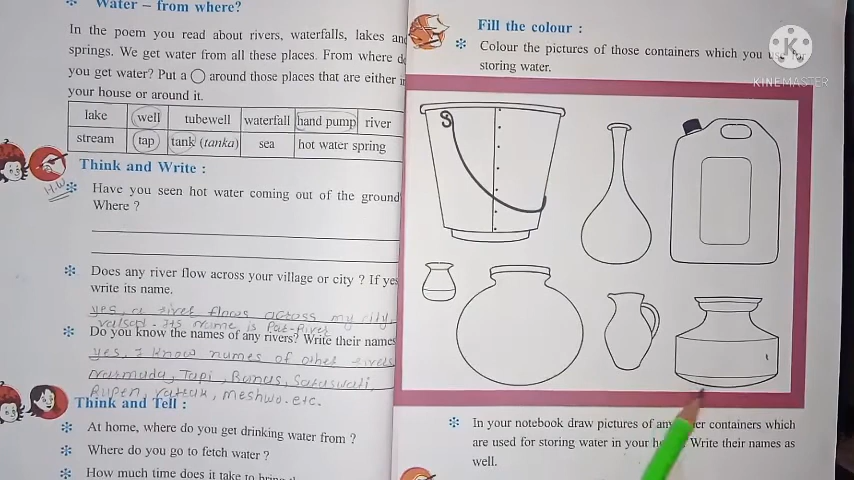 Water – from where?
In the poem you read about rivers, waterfalls, lakes and
springs. We get water from all these places. From where do
you get water? Put a ◯ around those places that are either in
your house or around it.
lake well tubewell waterfall hand pump river
stream tap tank (tanka) sea hot water spring
Think and Write :
H.W
Have you seen hot water coming out of the ground
Where ?
Does any river flow across your village or city ? If yes
write its name.
yes, a river flows across my city,
valsad. its name is Par-River
Do you know the names of any rivers? Write their names
yes, I know names of other rivers
Narmada, Tapi, Banas, Saraswati,
Rupen, Vatrak, Meshwo. etc.
Think and Tell :
At home, where do you get drinking water from ?
Where do you go to fetch water ?
How much time does it take to bring
Fill the colour :
Colour the pictures of those containers which you use for
storing water.
K
KINEMASTER
In your notebook draw pictures of any other containers which
are used for storing water in your Write their names as
well.